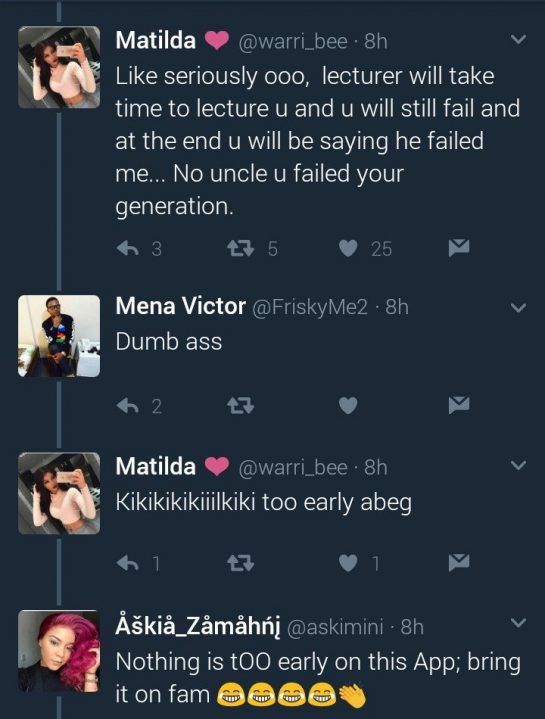 Matilda @warri_bee · 8h
Like seriously ooo, lecturer will take
time to lecture u and u will still fail and
at the end u will be saying he failed
me... No uncle u failed your
generation.
3 5 25
Mena Victor @FriskyMe2 · 8h
Dumb ass
2
Matilda @warri_bee · 8h
Kikikikikiiilkiki too early abeg
1 1
Åškiå_Zåmåhńį @askimini · 8h
Nothing is tOO early on this App; bring
it on fam 😂😂😂😂👏